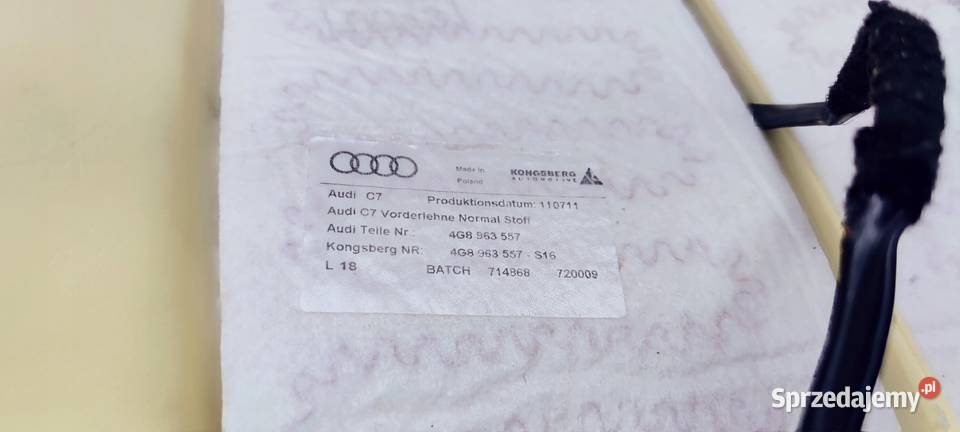 Made in
Poland
KONGSBERG
AUTOMOTIVE
Audi C7 Produktionsdatum: 110711
Audi C7 Vorderlehne Normal Stoff
Audi Teile Nr.: 4G8 963 557
Kongsberg NR: 4G8 963 557 - S16
L 18 BATCH 714868 720009
Sprzedajemy.pl